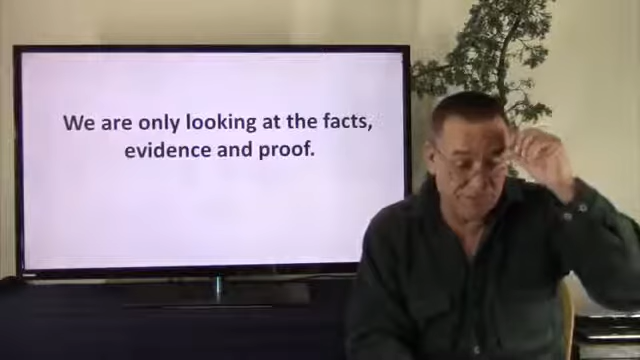 We are only looking at the facts,
evidence and proof.